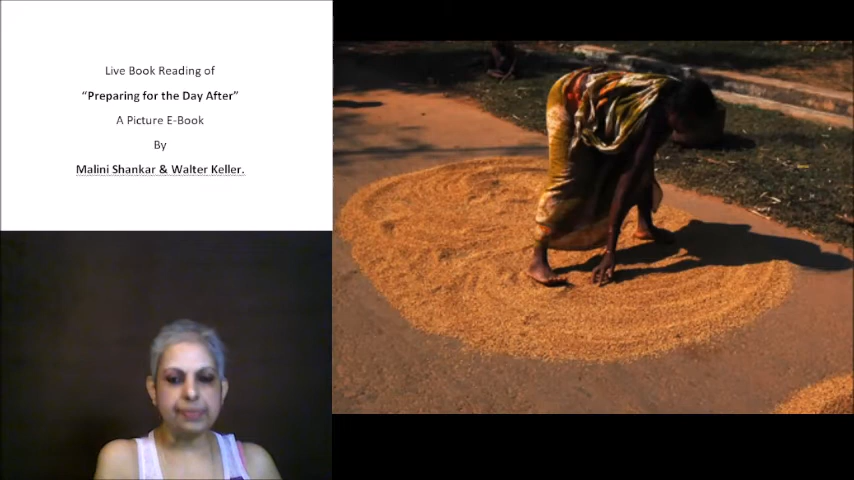 Live Book Reading of
“Preparing for the Day After”
A Picture E-Book
By
Malini Shankar & Walter Keller.